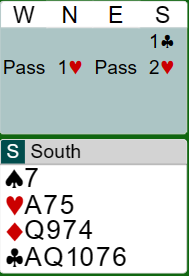 W N E S
1♣
Pass 1♥ Pass 2♥
S South
♠7
♥A75
♦Q974
♣AQ1076